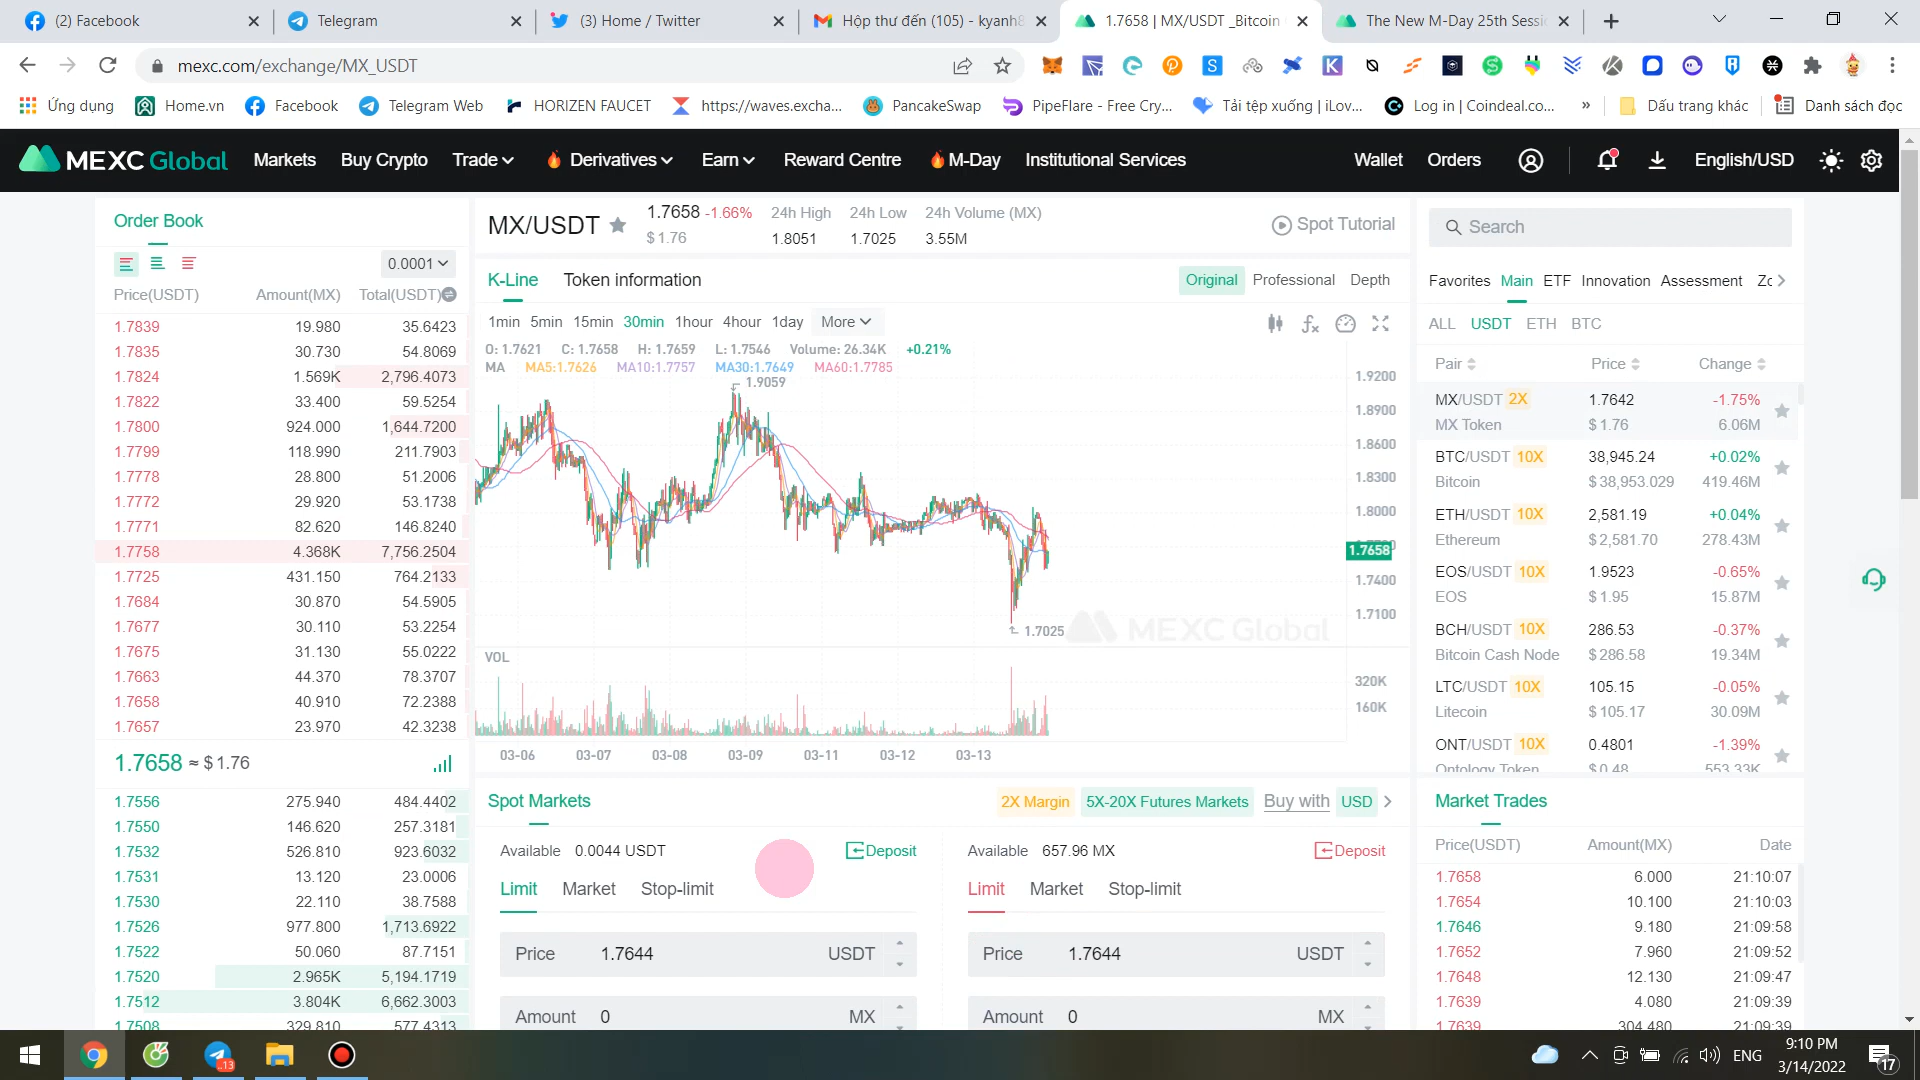 (2) Facebook
Telegram
(3) Home / Twitter
Hộp thư đến (105) - kyanh8
1.7658 | MX/USDT _Bitcoin
The New M-Day 25th Sessi
mexc.com/exchange/MX_USDT
Ứng dụng
Home.vn
Facebook
Telegram Web
HORIZEN FAUCET
https://waves.excha...
PancakeSwap
PipeFlare - Free Cry...
Tải tệp xuống | iLov...
Log in | Coindeal.co...
»
Dấu trang khác
Danh sách đọc
MEXC Global
Markets
Buy Crypto
Trade
Derivatives
Earn
Reward Centre
M-Day
Institutional Services
Wallet
Orders
English/USD
Order Book
0.0001
Price(USDT) Amount(MX) Total(USDT)
1.7839 19.980 35.6423
1.7835 30.730 54.8069
1.7824 1.569K 2,796.4073
1.7822 33.400 59.5254
1.7800 924.000 1,644.7200
1.7799 118.990 211.7903
1.7778 28.800 51.2006
1.7772 29.920 53.1738
1.7771 82.620 146.8240
1.7758 4.368K 7,756.2504
1.7725 431.150 764.2133
1.7684 30.870 54.5905
1.7677 30.110 53.2254
1.7675 31.130 55.0222
1.7663 44.370 78.3707
1.7658 40.910 72.2388
1.7657 23.970 42.3238
1.7658 ≈ $ 1.76
1.7556 275.940 484.4402
1.7550 146.620 257.3181
1.7532 526.810 923.6032
1.7531 13.120 23.0006
1.7530 22.110 38.7588
1.7526 977.800 1,713.6922
1.7522 50.060 87.7151
1.7520 2.965K 5,194.1719
1.7512 3.804K 6,662.3003
1.7508 329.810 577.4313
MX/USDT
1.7658 -1.66%
$ 1.76
24h High
1.8051
24h Low
1.7025
24h Volume (MX)
3.55M
Spot Tutorial
K-Line Token information
Original Professional Depth
1min 5min 15min 30min 1hour 4hour 1day More
O: 1.7621 C: 1.7658 H: 1.7659 L: 1.7546 Volume: 26.34K +0.21%
MA MA5:1.7626 MA10:1.7757 MA30:1.7649 MA60:1.7785
1.9059
1.9200
1.8900
1.8600
1.8300
1.8000
1.7658
1.7400
1.7100
1.7025
MEXC Global
VOL
320K
160K
03-06 03-07 03-08 03-09 03-11 03-12 03-13
Spot Markets
2X Margin
5X-20X Futures Markets
Buy with
USD
Available 0.0044 USDT
Deposit
Limit Market Stop-limit
Price 1.7644 USDT
Amount 0 MX
Available 657.96 MX
Deposit
Limit Market Stop-limit
Price 1.7644 USDT
Amount 0 MX
Search
Favorites Main ETF Innovation Assessment Zo
ALL USDT ETH BTC
Pair Price Change
MX/USDT 2X 1.7642 -1.75%
MX Token $ 1.76 6.06M
BTC/USDT 10X 38,945.24 +0.02%
Bitcoin $ 38,953.029 419.46M
ETH/USDT 10X 2,581.19 +0.04%
Ethereum $ 2,581.70 278.43M
EOS/USDT 10X 1.9523 -0.65%
EOS $ 1.95 15.87M
BCH/USDT 10X 286.53 -0.37%
Bitcoin Cash Node $ 286.58 19.34M
LTC/USDT 10X 105.15 -0.05%
Litecoin $ 105.17 30.09M
ONT/USDT 10X 0.4801 -1.39%
Ontology Token $ 0.48 553.33K
Market Trades
Price(USDT) Amount(MX) Date
1.7658 6.000 21:10:07
1.7654 10.100 21:10:03
1.7646 9.180 21:09:58
1.7652 7.960 21:09:52
1.7648 12.130 21:09:47
1.7639 4.080 21:09:39
1.7639 304.480 21:09:39
13
ENG
9:10 PM
3/14/2022
17